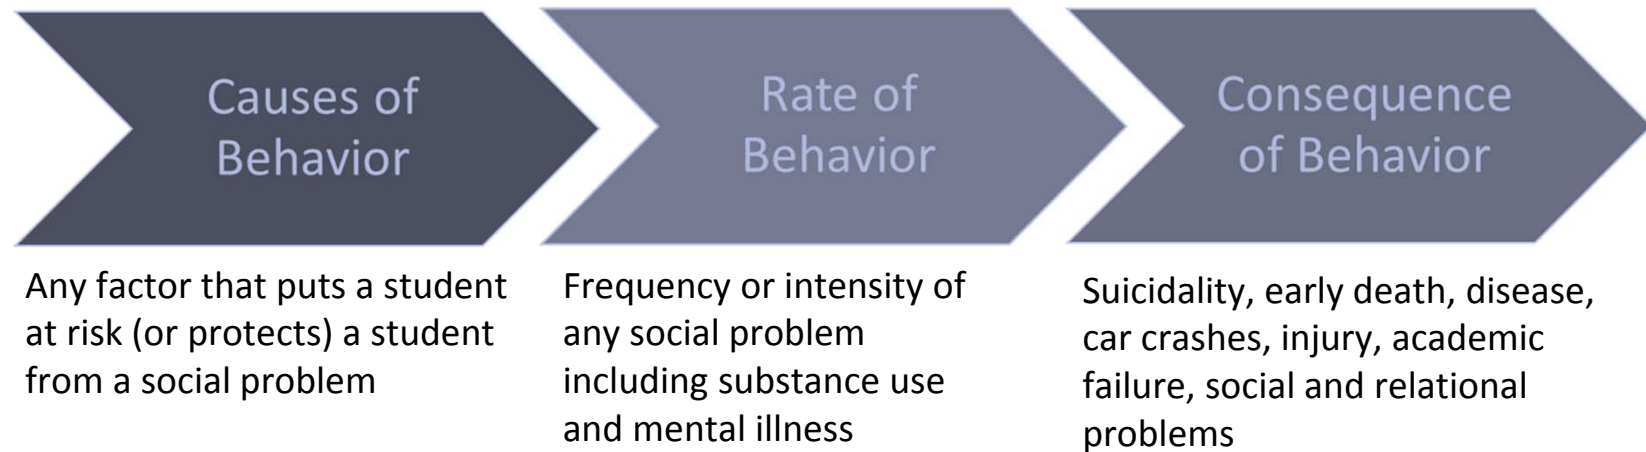 Causes of
Behavior
Rate of
Behavior
Consequence
of Behavior
Any factor that puts a student
at risk (or protects) a student
from a social problem
Frequency or intensity of
any social problem
including substance use
and mental illness
Suicidality, early death, disease,
car crashes, injury, academic
failure, social and relational
problems